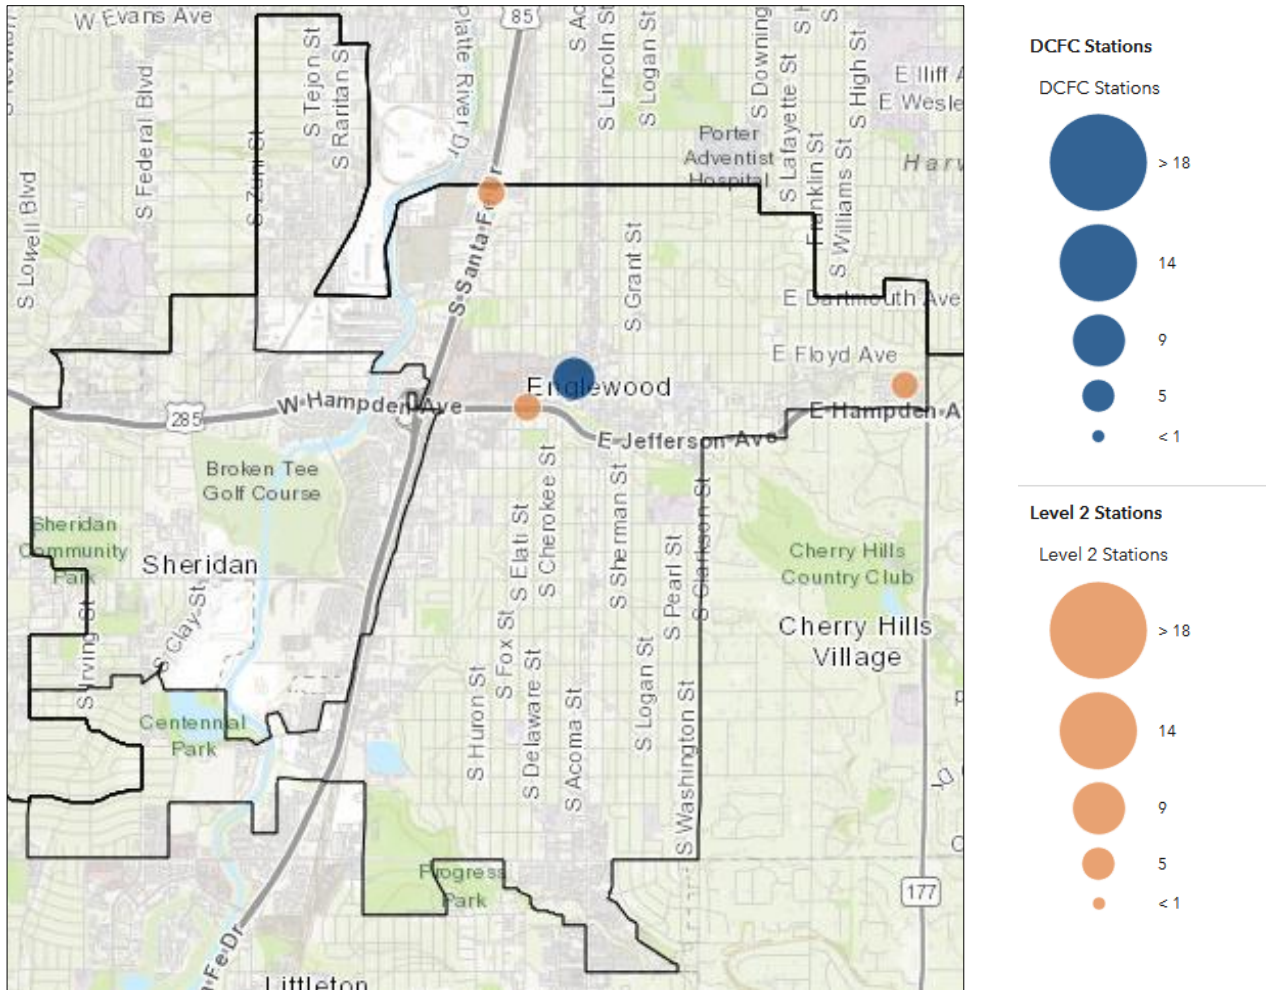 W Evans Ave
85
S Federal Blvd
S Lowell Blvd
S Zuni St
S Tejon St
S Raritan St
Platte River Dr
S Lincoln St
S Logan St
S Downing
S Lafayette St
S High St
E Iliff A
E Wesle
Porter
Adventist
Hospital
Harv
Franklin St
S Williams St
S Santa Fe Dr
S Grant St
E Dartmouth Ave
E Floyd Ave
Englewood
W Hampden Ave
285
E Hampden A
E Jefferson Ave
Broken Tee
Golf Course
Sheridan
Community
Park
Sheridan
S Irving St
S Clay St
Centennial
Park
S Elati St
S Cherokee St
S Sherman St
S Pearl St
S Clarkson St
S Fox St
S Huron St
S Delaware St
S Acoma St
S Logan St
S Washington St
Cherry Hills
Country Club
Cherry Hills
Village
177
Progress
Park
Fe Dr
Littleton
DCFC Stations
DCFC Stations
> 18
14
9
5
< 1
Level 2 Stations
Level 2 Stations
> 18
14
9
5
< 1